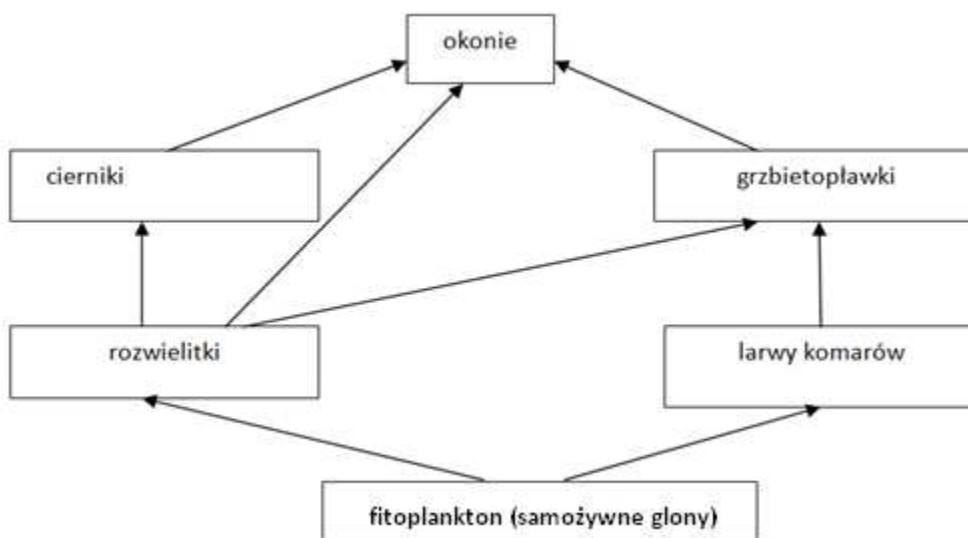 okonie
cierniki
grzbietopławki
rozwielitki
larwy komarów
fitoplankton (samożywne glony)